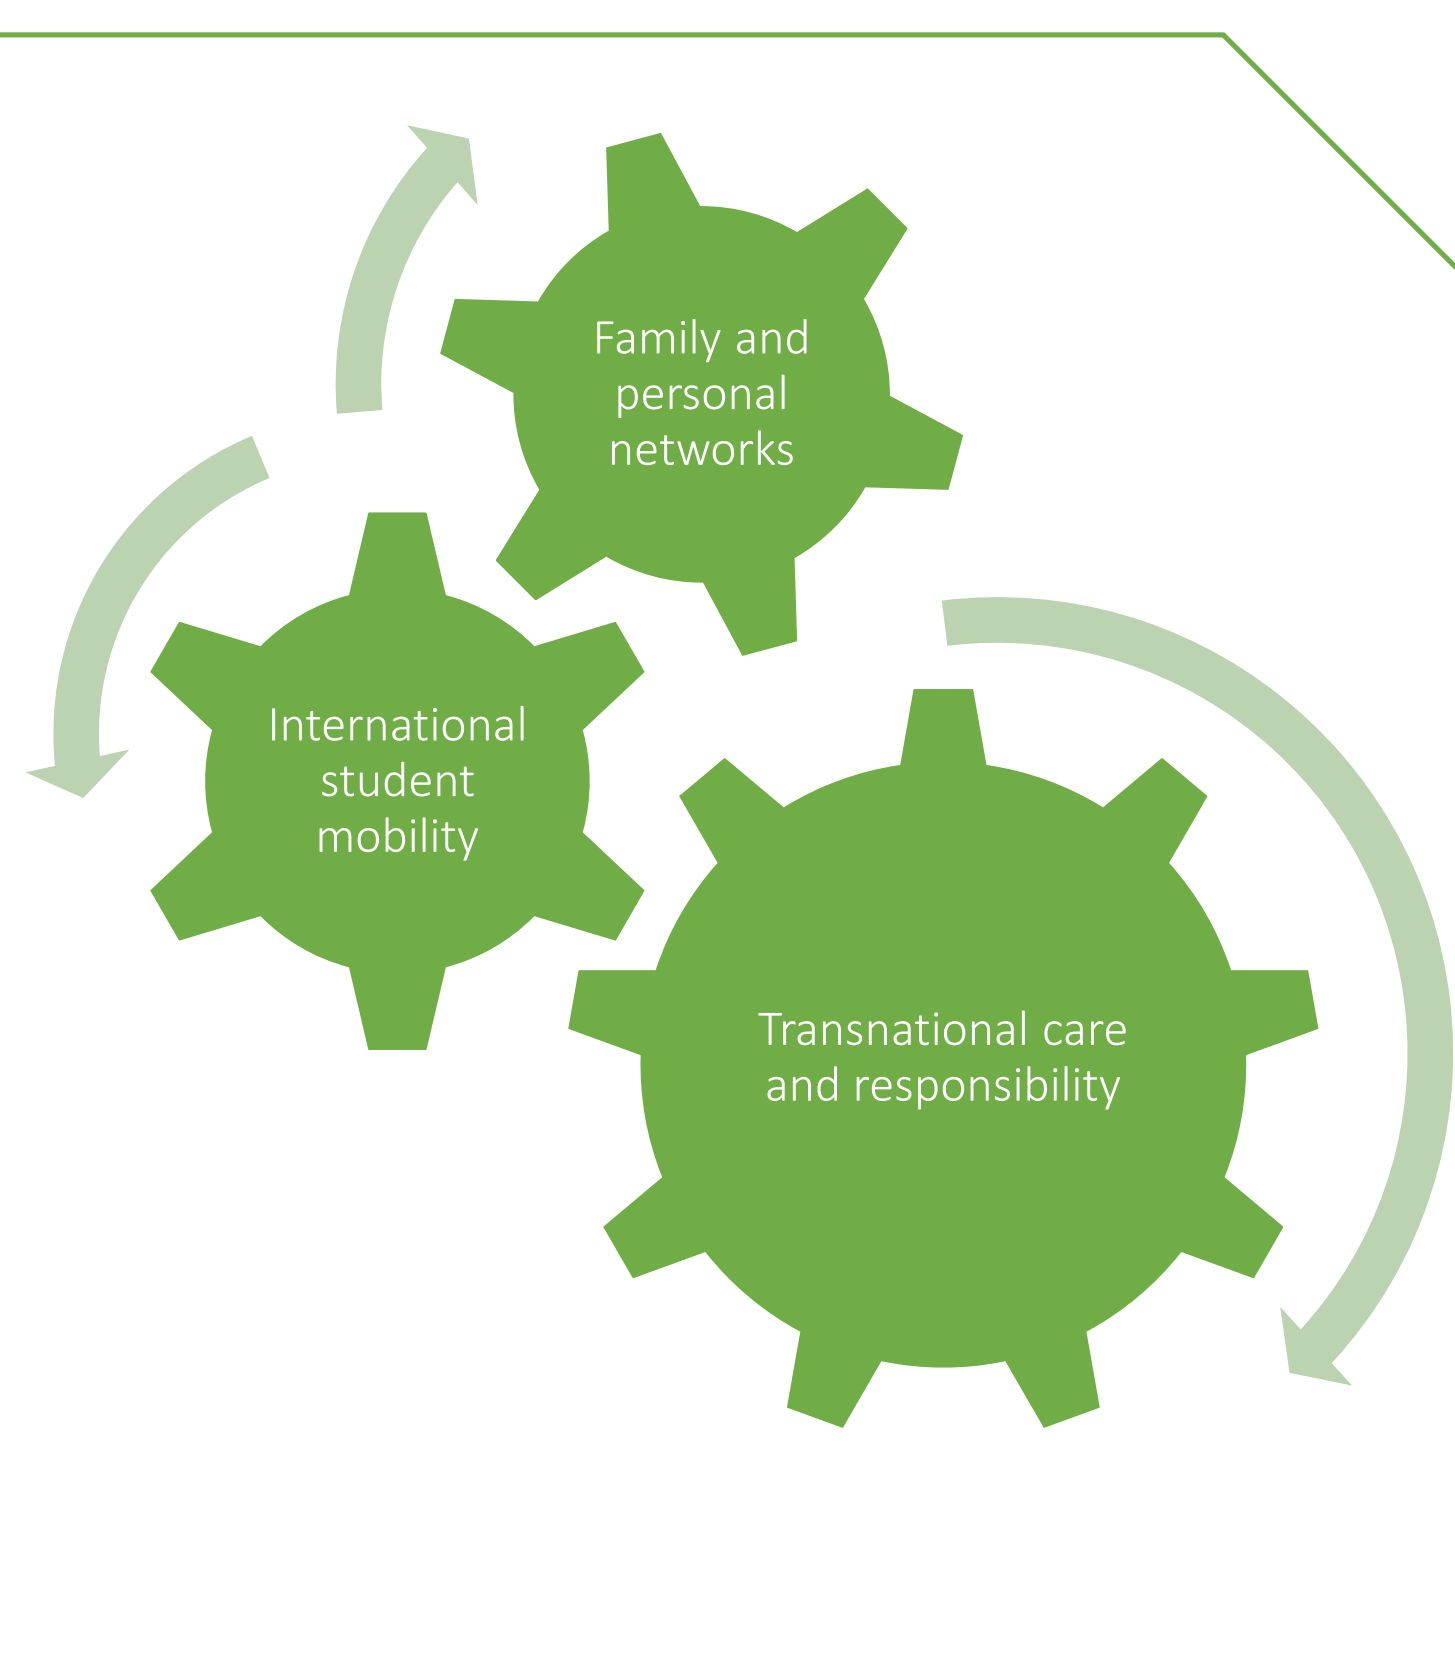 Family and
personal
networks
International
student
mobility
Transnational care
and responsibility